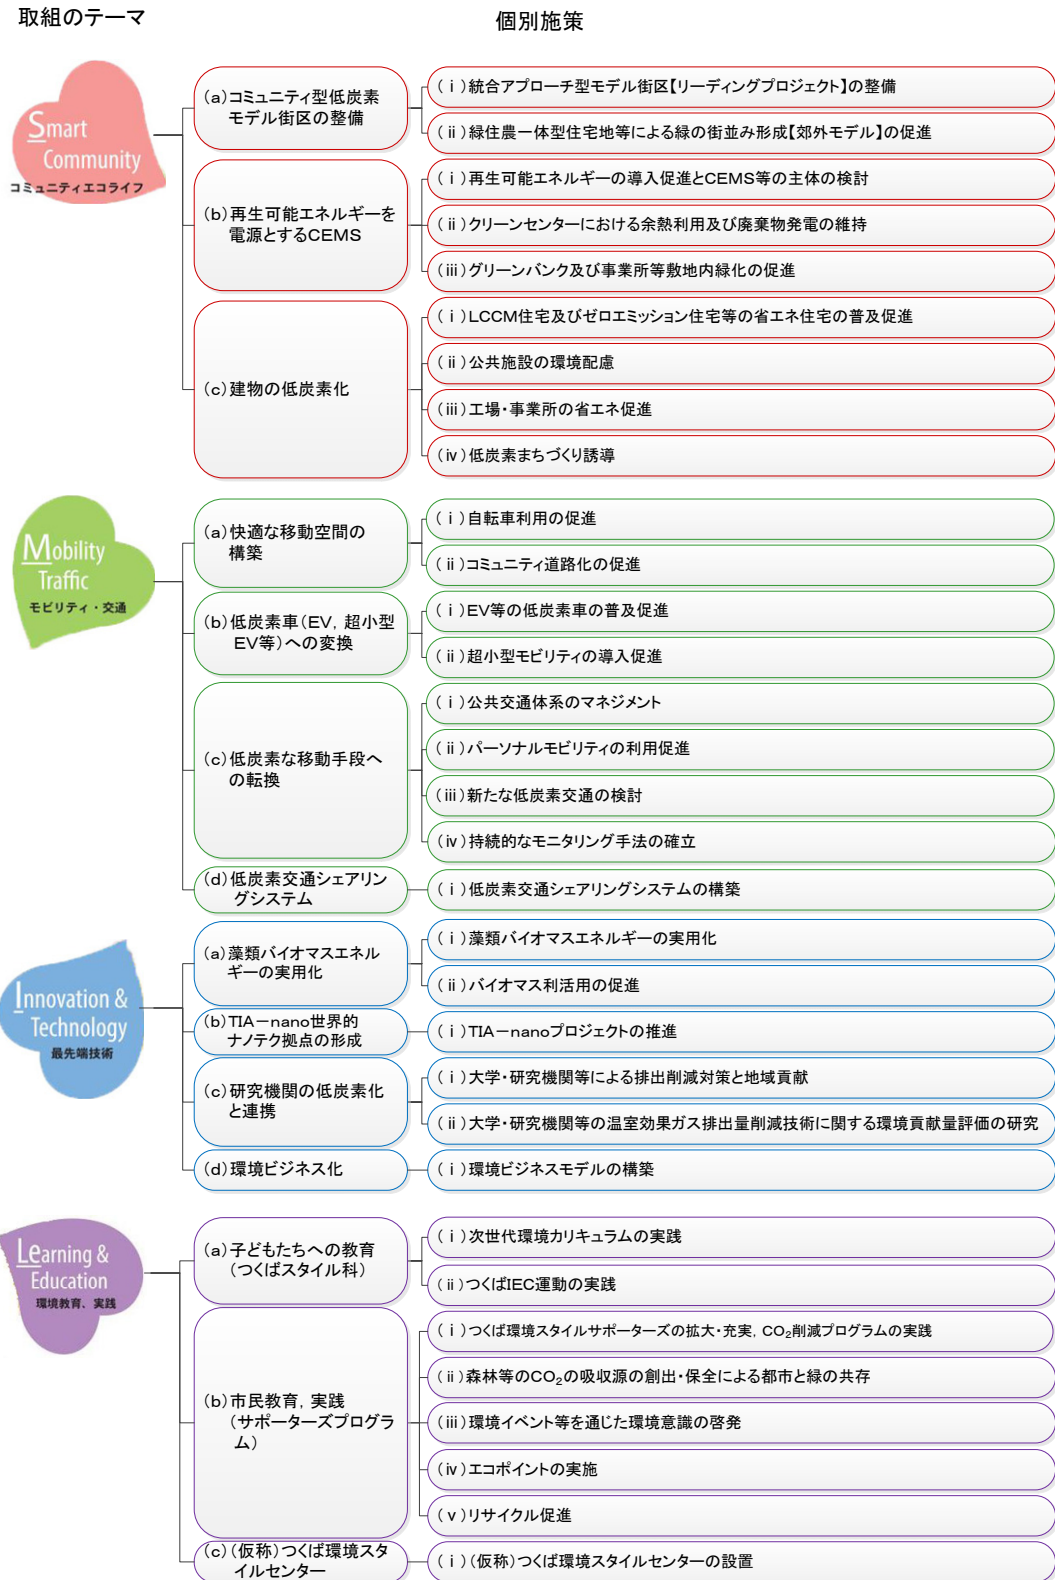 取組のテーマ
個別施策
Smart
Community
コミュニティエコライフ
(a)コミュニティ型低炭素
モデル街区の整備
(ⅰ)統合アプローチ型モデル街区【リーディングプロジェクト】の整備
(ⅱ)緑住農一体型住宅地等による緑の街並み形成【郊外モデル】の促進
(b)再生可能エネルギーを
電源とするCEMS
(ⅰ)再生可能エネルギーの導入促進とCEMS等の主体の検討
(ⅱ)クリーンセンターにおける余熱利用及び廃棄物発電の維持
(ⅲ)グリーンバンク及び事業所等敷地内緑化の促進
(c)建物の低炭素化
(ⅰ)LCCM住宅及びゼロエミッション住宅等の省エネ住宅の普及促進
(ⅱ)公共施設の環境配慮
(ⅲ)工場・事業所の省エネ促進
(ⅳ)低炭素まちづくり誘導
Mobility
Traffic
モビリティ・交通
(a)快適な移動空間の
構築
(ⅰ)自転車利用の促進
(ⅱ)コミュニティ道路化の促進
(b)低炭素車(EV,超小型
EV等)への変換
(ⅰ)EV等の低炭素車の普及促進
(ⅱ)超小型モビリティの導入促進
(c)低炭素な移動手段へ
の転換
(ⅰ)公共交通体系のマネジメント
(ⅱ)パーソナルモビリティの利用促進
(ⅲ)新たな低炭素交通の検討
(ⅳ)持続的なモニタリング手法の確立
(d)低炭素交通シェアリン
グシステム
(ⅰ)低炭素交通シェアリングシステムの構築
Innovation &
Technology
最先端技術
(a)藻類バイオマスエネル
ギーの実用化
(ⅰ)藻類バイオマスエネルギーの実用化
(ⅱ)バイオマス利活用の促進
(b)TIA-nano世界的
ナノテク拠点の形成
(ⅰ)TIA-nanoプロジェクトの推進
(c)研究機関の低炭素化
と連携
(ⅰ)大学・研究機関等による排出削減対策と地域貢献
(ⅱ)大学・研究機関等の温室効果ガス排出量削減技術に関する環境貢献量評価の研究
(d)環境ビジネス化
(ⅰ)環境ビジネスモデルの構築
Learning &
Education
環境教育、実践
(a)子どもたちへの教育
(つくばスタイル科)
(ⅰ)次世代環境カリキュラムの実践
(ⅱ)つくばIEC運動の実践
(b)市民教育,実践
(サポーターズプログラ
ム)
(ⅰ)つくば環境スタイルサポーターズの拡大・充実,CO₂削減プログラムの実践
(ⅱ)森林等のCO₂の吸収源の創出・保全による都市と緑の共存
(ⅲ)環境イベント等を通じた環境意識の啓発
(ⅳ)エコポイントの実施
(ⅴ)リサイクル促進
(c)(仮称)つくば環境スタ
イルセンター
(ⅰ)(仮称)つくば環境スタイルセンターの設置